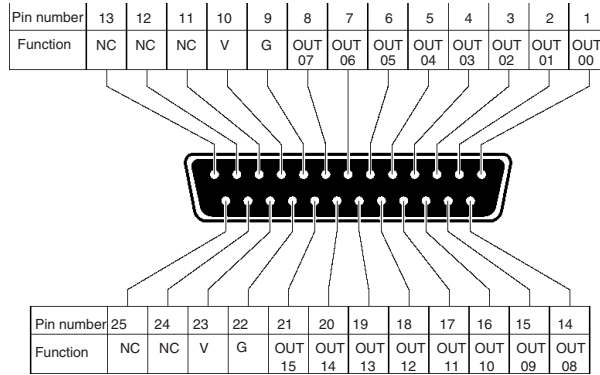 Pin number 13 12 11 10 9 8 7 6 5 4 3 2 1
Function NC NC NC V G OUT 07 OUT 06 OUT 05 OUT 04 OUT 03 OUT 02 OUT 01 OUT 00
Pin number 25 24 23 22 21 20 19 18 17 16 15 14
Function NC NC V G OUT 15 OUT 14 OUT 13 OUT 12 OUT 11 OUT 10 OUT 09 OUT 08